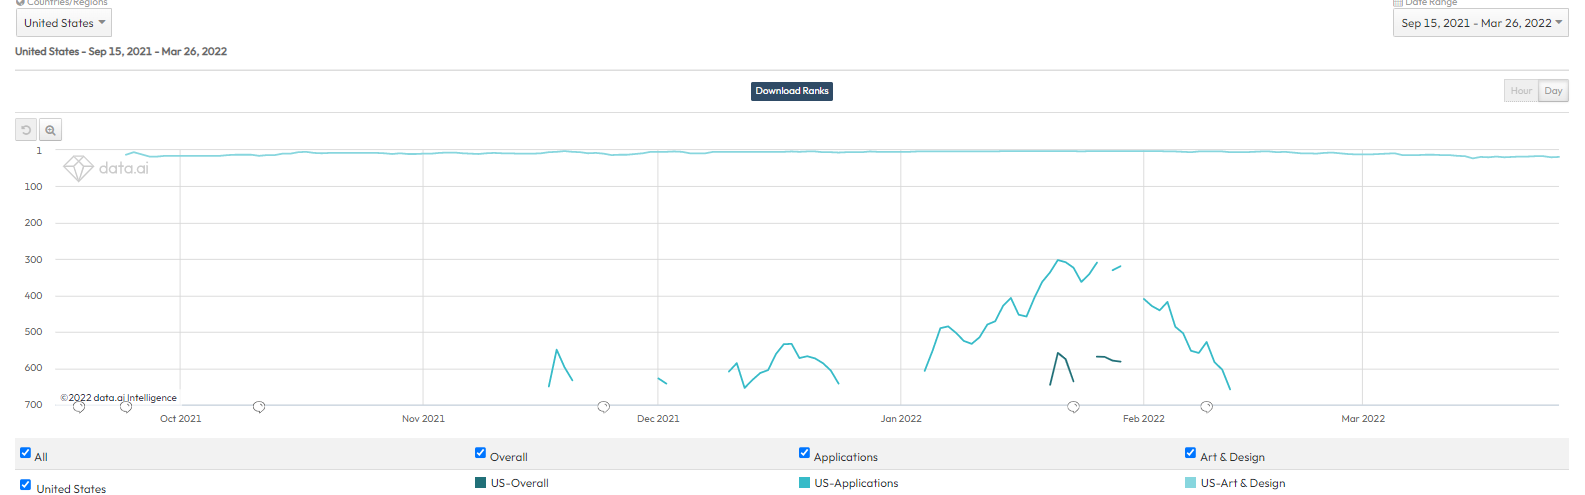 Countries/Regions
Date Range
United States
Sep 15, 2021 - Mar 26, 2022
United States - Sep 15, 2021 - Mar 26, 2022
Download Ranks
Hour
Day
data.ai
1
100
200
300
400
500
600
700
©2022 data.ai Intelligence
Oct 2021
Nov 2021
Dec 2021
Jan 2022
Feb 2022
Mar 2022
All
Overall
Applications
Art & Design
United States
US-Overall
US-Applications
US-Art & Design